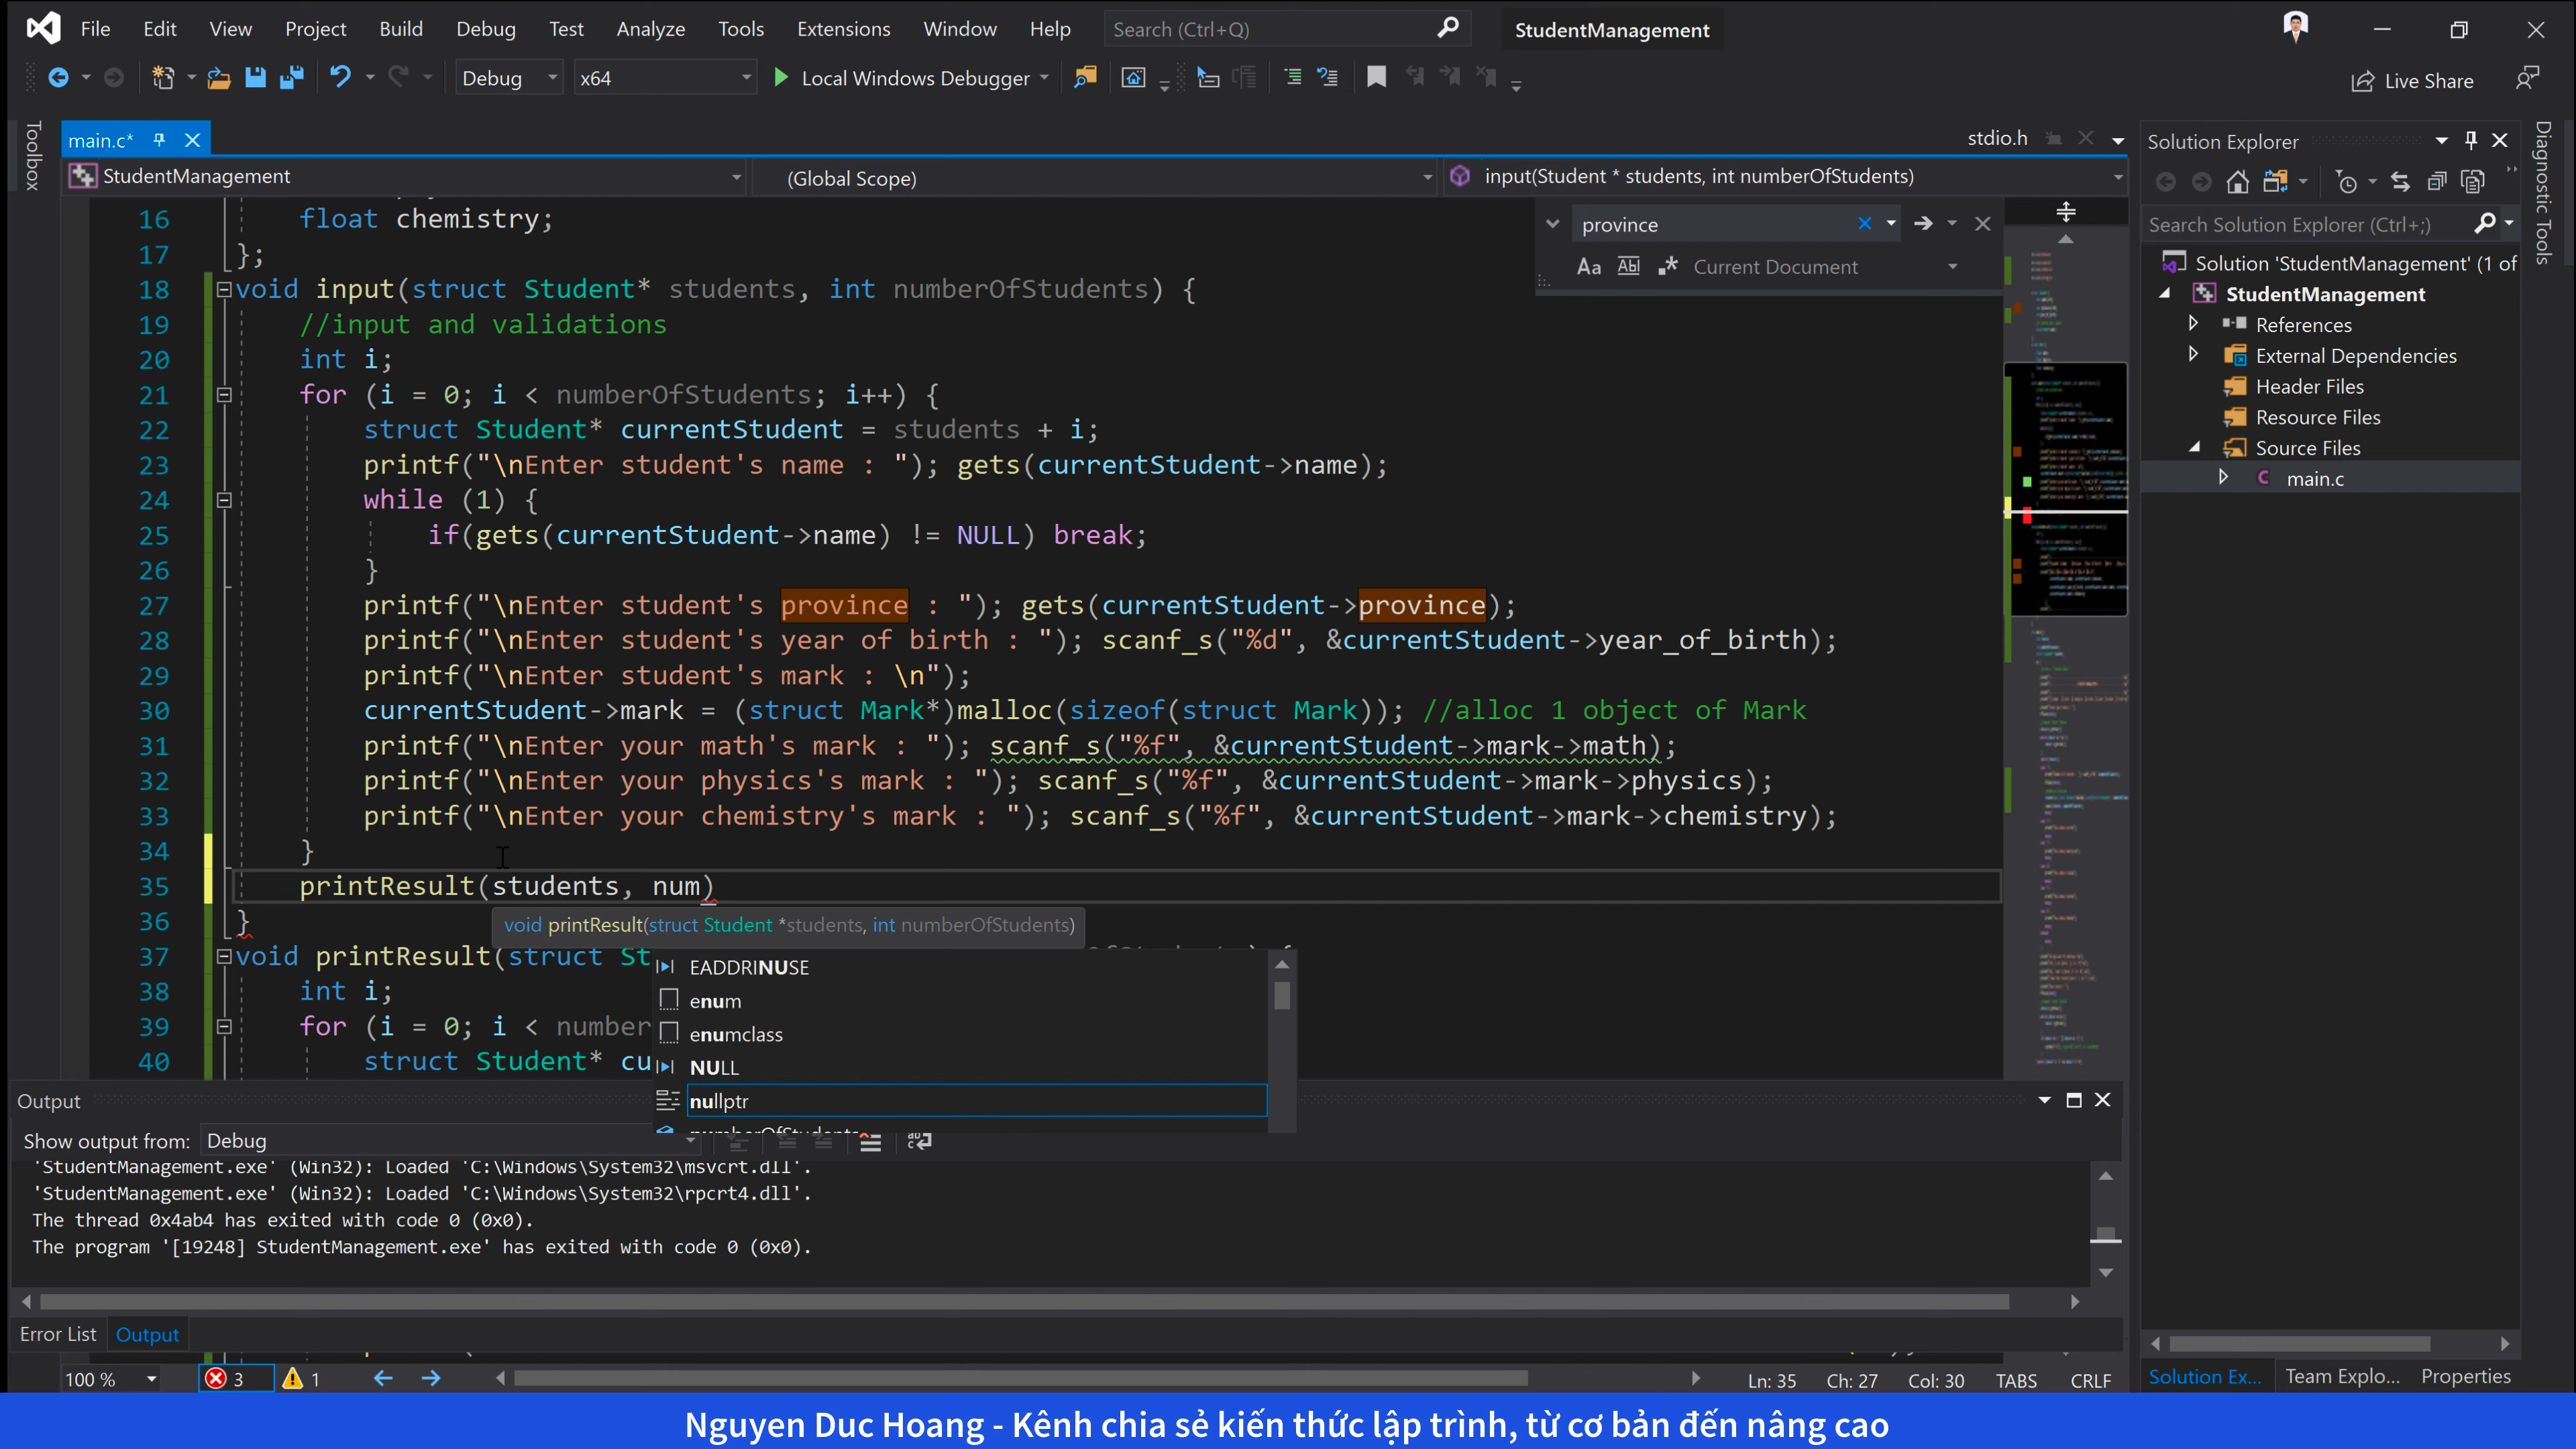 File Edit View Project Build Debug Test Analyze Tools Extensions Window Help Search (Ctrl+Q) StudentManagement
Debug x64 Local Windows Debugger Live Share
Toolbox
main.c* stdio.h
StudentManagement (Global Scope) input(Student * students, int numberOfStudents)
province
Aa Abl .* Current Document
16 float chemistry;
17 };
18 void input(struct Student* students, int numberOfStudents) {
19 //input and validations
20 int i;
21 for (i = 0; i < numberOfStudents; i++) {
22 struct Student* currentStudent = students + i;
23 printf("\nEnter student's name : "); gets(currentStudent->name);
24 while (1) {
25 if(gets(currentStudent->name) != NULL) break;
26 }
27 printf("\nEnter student's province : "); gets(currentStudent->province);
28 printf("\nEnter student's year of birth : "); scanf_s("%d", &currentStudent->year_of_birth);
29 printf("\nEnter student's mark : \n");
30 currentStudent->mark = (struct Mark*)malloc(sizeof(struct Mark)); //alloc 1 object of Mark
31 printf("\nEnter your math's mark : "); scanf_s("%f", &currentStudent->mark->math);
32 printf("\nEnter your physics's mark : "); scanf_s("%f", &currentStudent->mark->physics);
33 printf("\nEnter your chemistry's mark : "); scanf_s("%f", &currentStudent->mark->chemistry);
34 }
35 printResult(students, num)
36 }
void printResult(struct Student *students, int numberOfStudents)
37 void printResult(struct St
38 int i;
39 for (i = 0; i < number
40 struct Student* cu
EADDRINUSE
enum
enumclass
NULL
nullptr
numberOfStudents
Output
Show output from: Debug
'StudentManagement.exe' (Win32): Loaded 'C:\Windows\System32\msvcrt.dll'.
'StudentManagement.exe' (Win32): Loaded 'C:\Windows\System32\rpcrt4.dll'.
The thread 0x4ab4 has exited with code 0 (0x0).
The program '[19248] StudentManagement.exe' has exited with code 0 (0x0).
Error List Output
100 % 3 1 Ln: 35 Ch: 27 Col: 30 TABS CRLF
Solution Explorer
Search Solution Explorer (Ctrl+;)
Solution 'StudentManagement' (1 of
StudentManagement
References
External Dependencies
Header Files
Resource Files
Source Files
main.c
Solution Ex... Team Explo... Properties
Diagnostic Tools
Nguyen Duc Hoang - Kênh chia sẻ kiến thức lập trình, từ cơ bản đến nâng cao